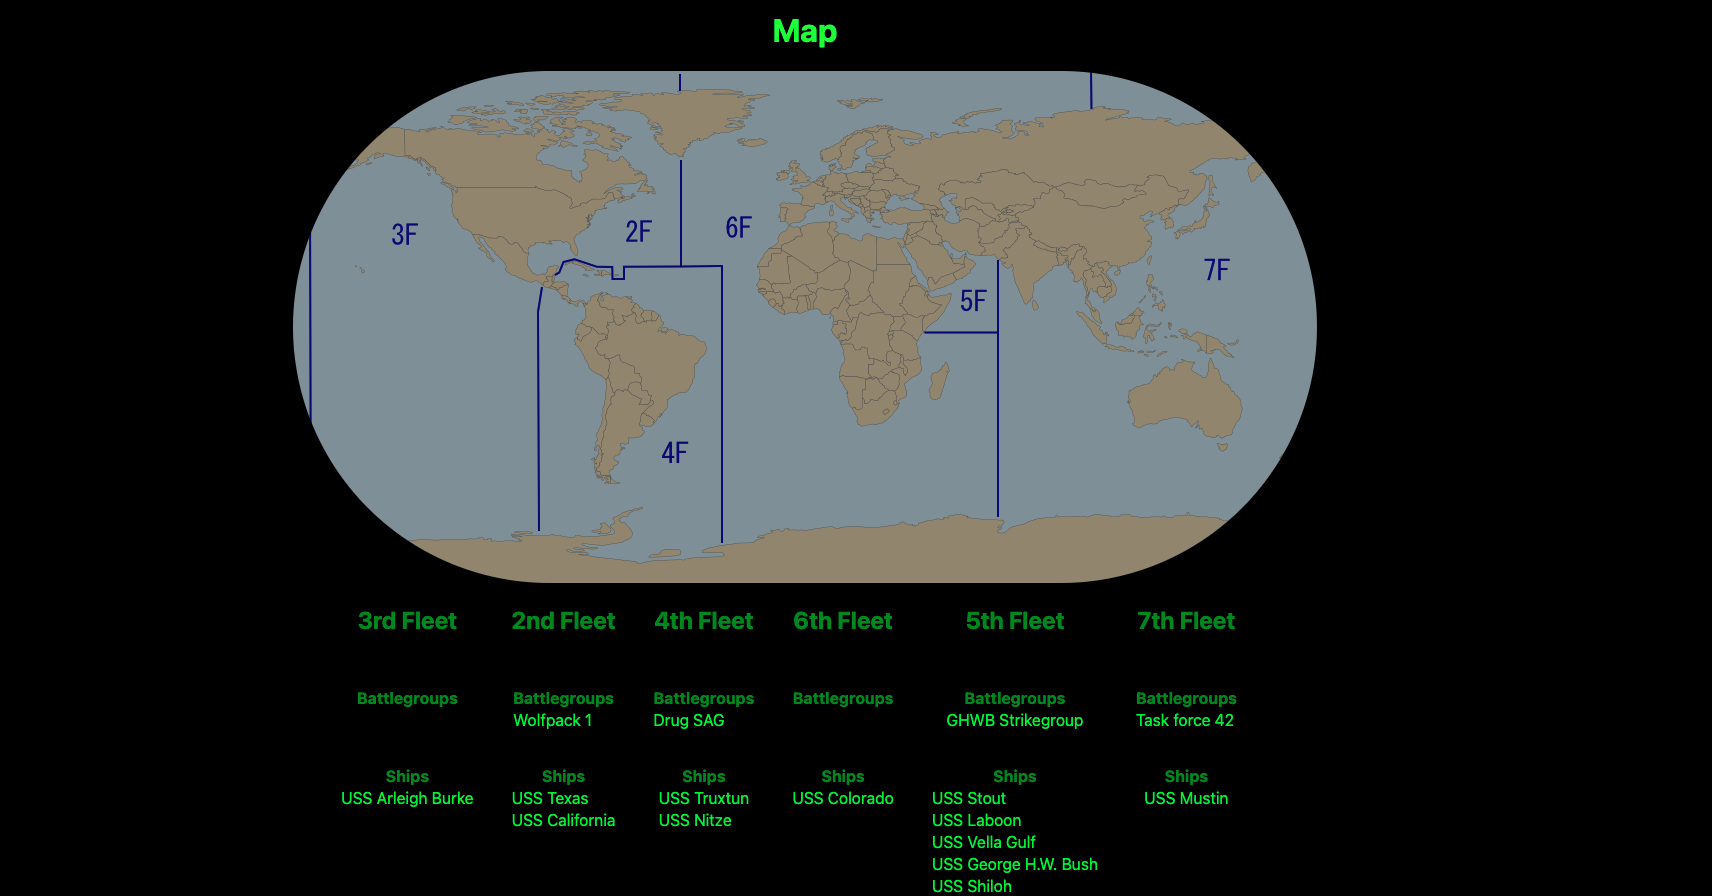 Map
3F
2F
6F
7F
5F
4F
3rd Fleet
Battlegroups
Ships
USS Arleigh Burke
2nd Fleet
Battlegroups
Wolfpack 1
Ships
USS Texas
USS California
4th Fleet
Battlegroups
Drug SAG
Ships
USS Truxtun
USS Nitze
6th Fleet
Battlegroups
Ships
USS Colorado
5th Fleet
Battlegroups
GHWB Strikegroup
Ships
USS Stout
USS Laboon
USS Vella Gulf
USS George H.W. Bush
USS Shiloh
7th Fleet
Battlegroups
Task force 42
Ships
USS Mustin